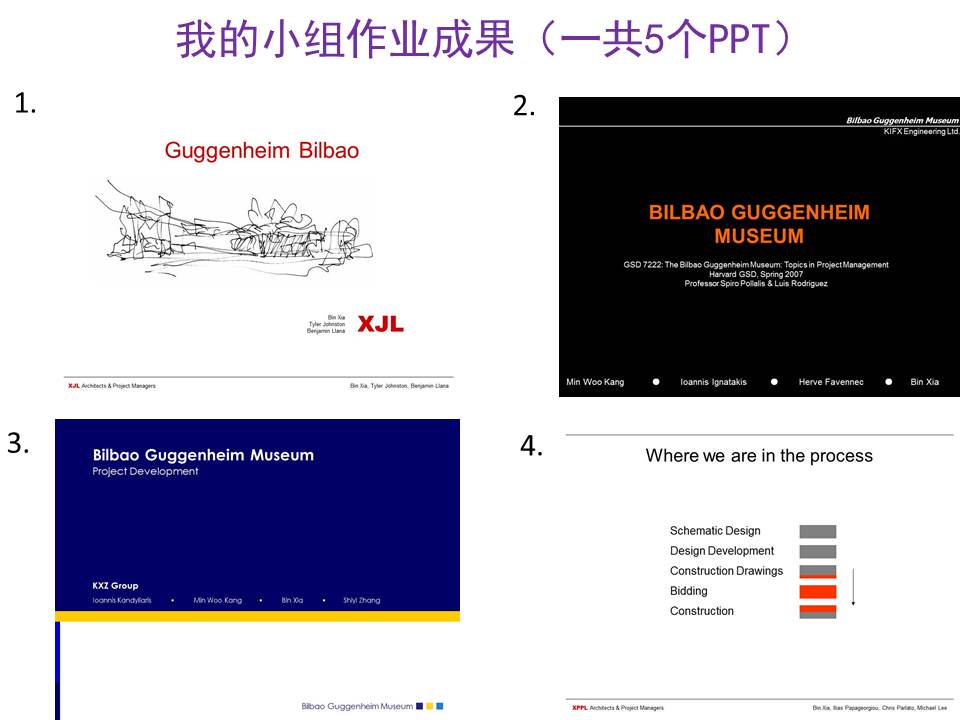 我的小组作业成果（一共5个PPT）
1.
Guggenheim Bilbao
Bin Xia
Tyler Johnston
Benjamin Llana
XJL
XJL Architects & Project Managers
Bin Xia, Tyler Johnston, Benjamin Llana
2.
Bilbao Guggenheim Museum
KIFX Engineering Ltd.
BILBAO GUGGENHEIM
MUSEUM
GSD 7222: The Bilbao Guggenheim Museum: Topics in Project Management
Harvard GSD, Spring 2007
Professor Spiro Pollalis & Luis Rodriguez
Min Woo Kang ● Ioannis Ignatakis ● Herve Favennec ● Bin Xia
3.
Bilbao Guggenheim Museum
Project Development
KXZ Group
Ioannis Kandyllaris • Min Woo Kang • Bin Xia • Shiyi Zhang
Bilbao Guggenheim Museum
4.
Where we are in the process
Schematic Design
Design Development
Construction Drawings
Bidding
Construction
XPPL Architects & Project Managers
Bin Xia, Ilias Papageorgiou, Chris Parlato, Michael Lee